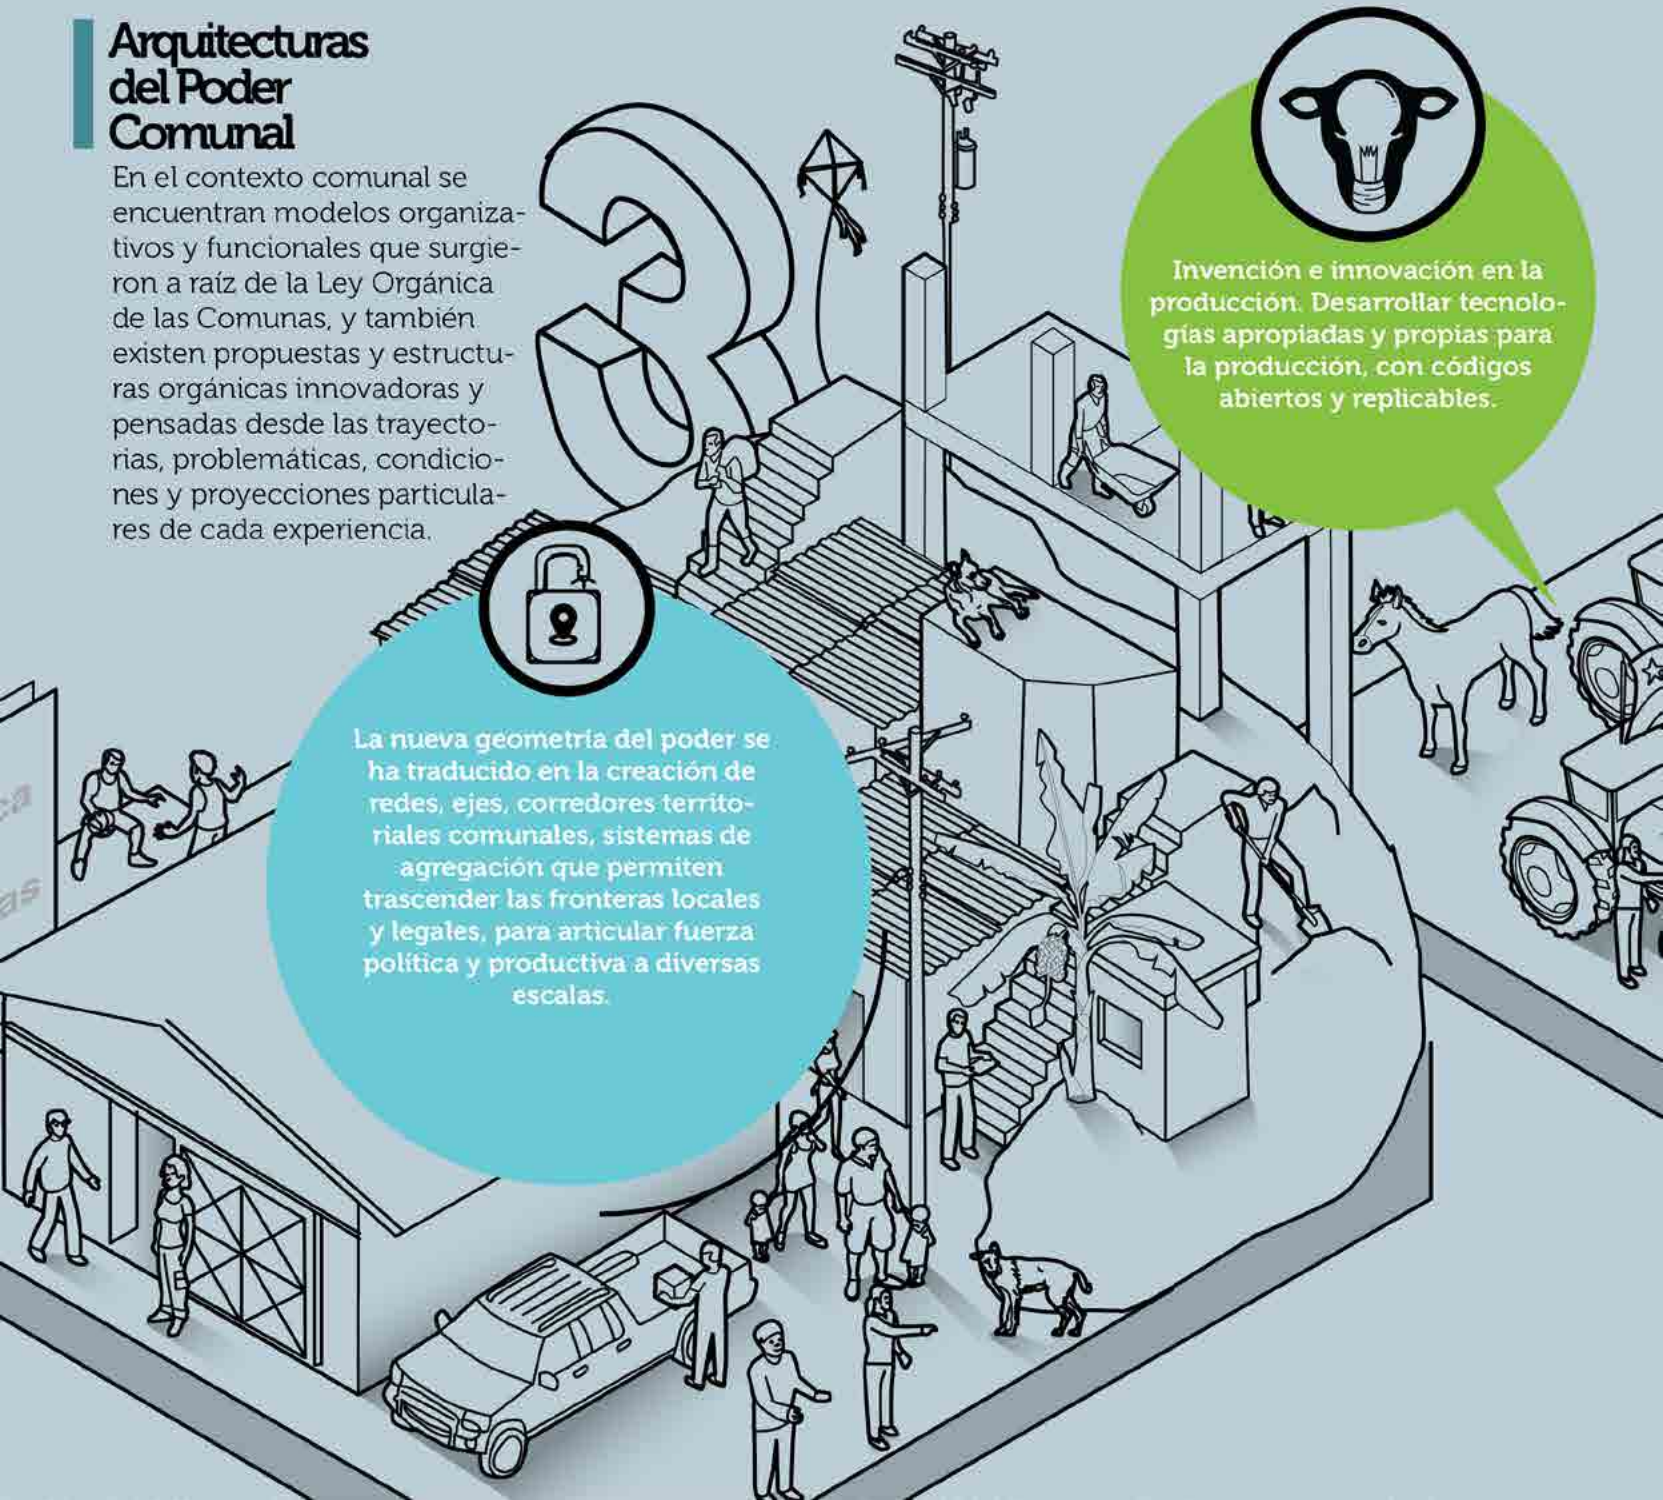 Arquitecturas
del Poder
Comunal
En el contexto comunal se
encuentran modelos organiza-
tivos y funcionales que surgie-
ron a raíz de la Ley Orgánica
de las Comunas, y también
existen propuestas y estructu-
ras orgánicas innovadoras y
pensadas desde las trayecto-
rias, problemáticas, condicio-
nes y proyecciones particula-
res de cada experiencia.
3
Invención e innovación en la
producción. Desarrollar tecnolo-
gías apropiadas y propias para
la producción, con códigos
abiertos y replicables.
La nueva geometría del poder se
ha traducido en la creación de
redes, ejes, corredores territo-
riales comunales, sistemas de
agregación que permiten
trascender las fronteras locales
y legales, para articular fuerza
política y productiva a diversas
escalas.
ca
as